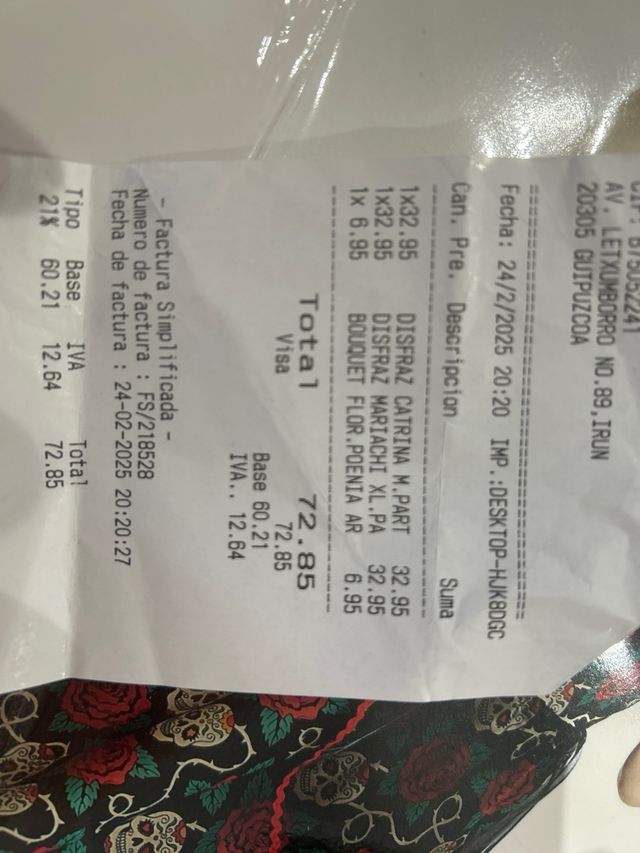 CIF: B75052241
AV. LETXUMBORRO NO.89,IRUN
20305 GUIPUZCOA
Fecha: 24/2/2025 20:20 IMP.:DESKTOP-HJK8DGC
Can. Pre. Descripcion Suma
1x32.95 DISFRAZ CATRINA M.PART 32.95
1x32.95 DISFRAZ MARIACHI XL.PA 32.95
1x 6.95 BOUQUET FLOR.POENIA AR 6.95
Total 72.85
Visa 72.85
Base 60.21
IVA.. 12.64
- Factura Simplificada -
Numero de factura : FS/218528
Fecha de factura : 24-02-2025 20:20:27
Tipo Base IVA Total
21% 60.21 12.64 72.85